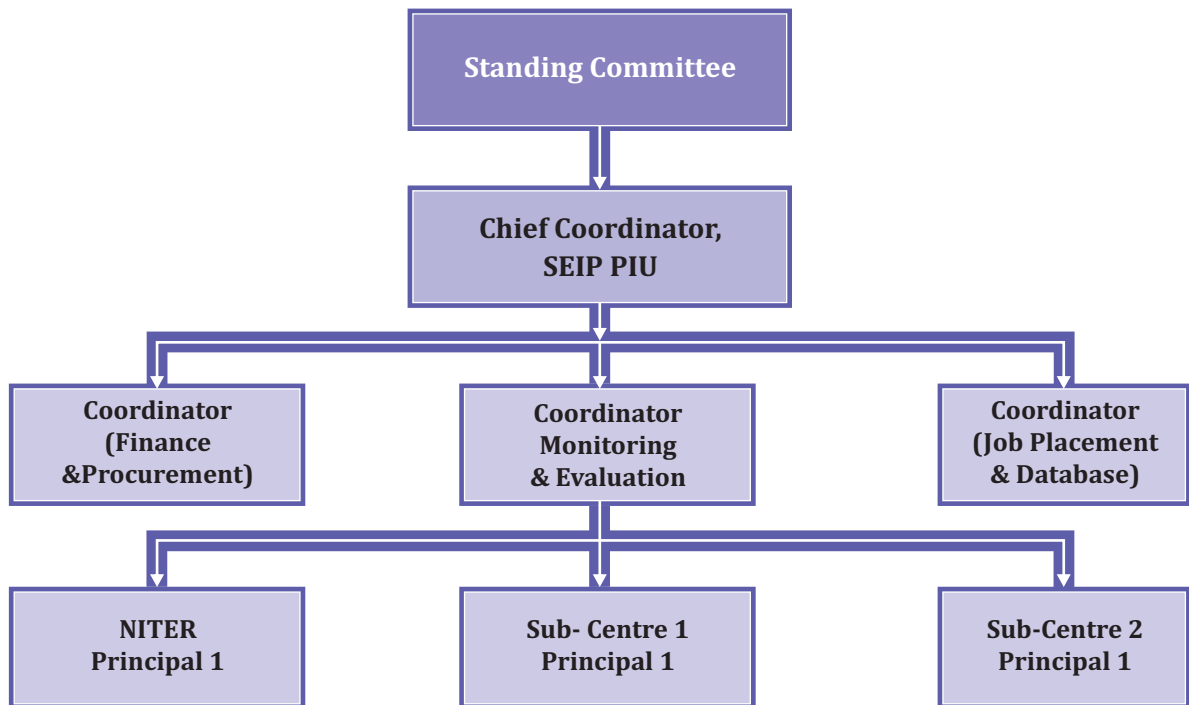 Standing Committee
Chief Coordinator,
SEIP PIU
Coordinator
(Finance
&Procurement)
Coordinator
Monitoring
& Evaluation
Coordinator
(Job Placement
& Database)
NITER
Principal 1
Sub- Centre 1
Principal 1
Sub-Centre 2
Principal 1